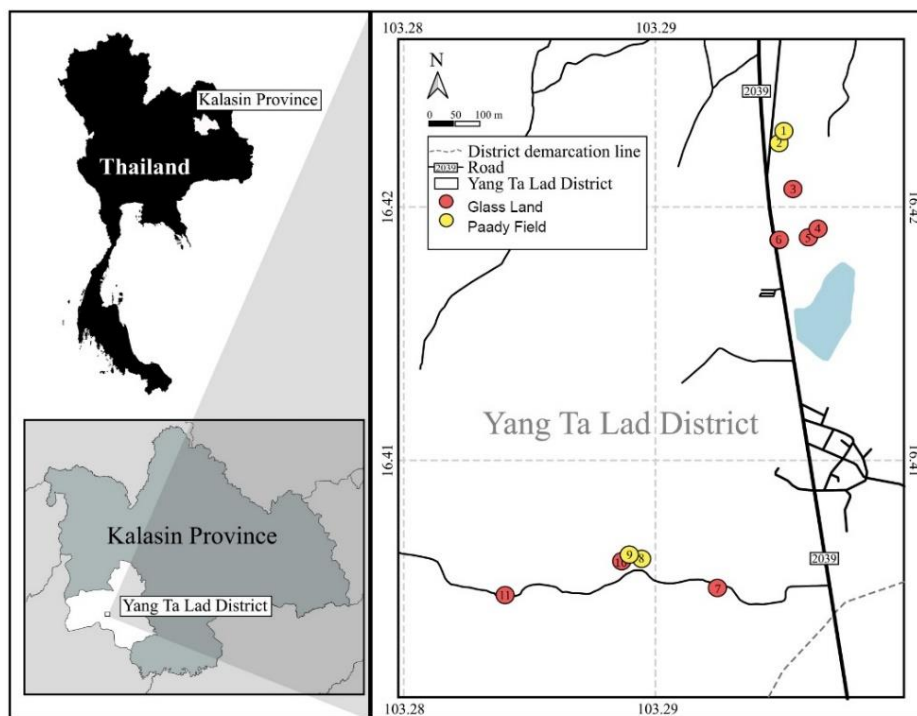 Kalasin Province
Thailand
Kalasin Province
Yang Ta Lad District
103.28
103.29
N
0 50 100 m
District demarcation line
2039 Road
Yang Ta Lad District
Glass Land
Paady Field
2039
1
2
3
4
5
6
16.42
16.42
Yang Ta Lad District
16.41
16.41
9
8
10
7
11
2039
103.28
103.29